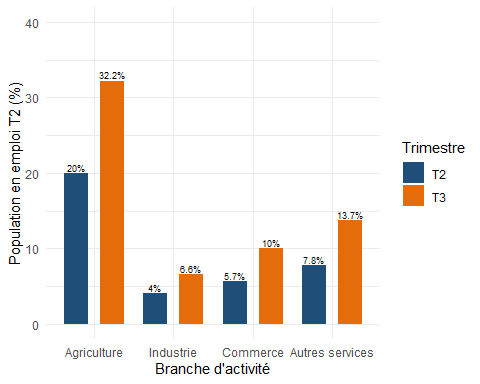 40
30
20
10
0
Population en emploi T2 (%)
20%
32.2%
4%
6.6%
5.7%
10%
7.8%
13.7%
Agriculture
Industrie
Commerce
Autres services
Branche d'activité
Trimestre
T2
T3